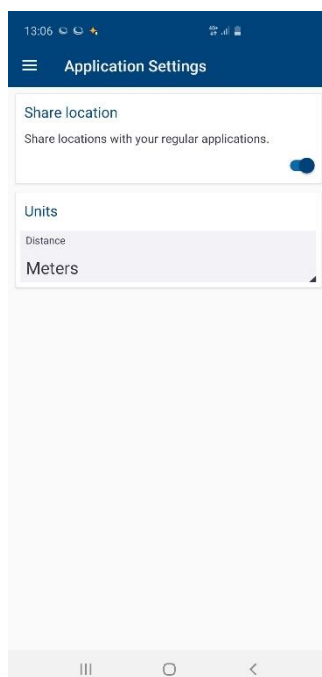 13:06
Application Settings
Share location
Share locations with your regular applications.
Units
Distance
Meters